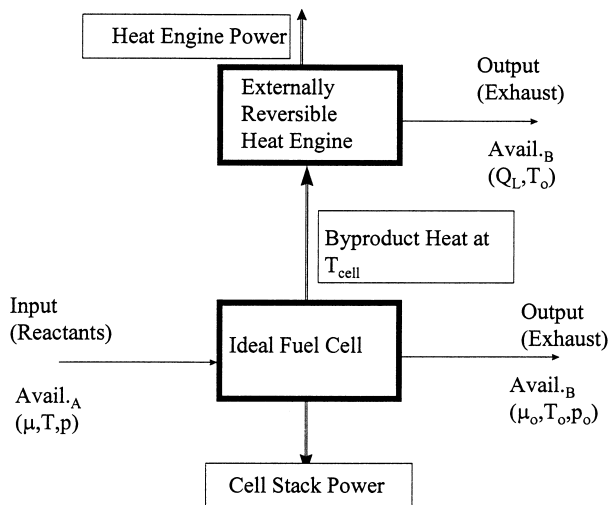 Heat Engine Power
Externally
Reversible
Heat Engine
Output
(Exhaust)
Avail.B
(QL,To)
Byproduct Heat at
Tcell
Input
(Reactants)
Ideal Fuel Cell
Output
(Exhaust)
Avail.A
(μ,T,p)
Avail.B
(μo,To,po)
Cell Stack Power